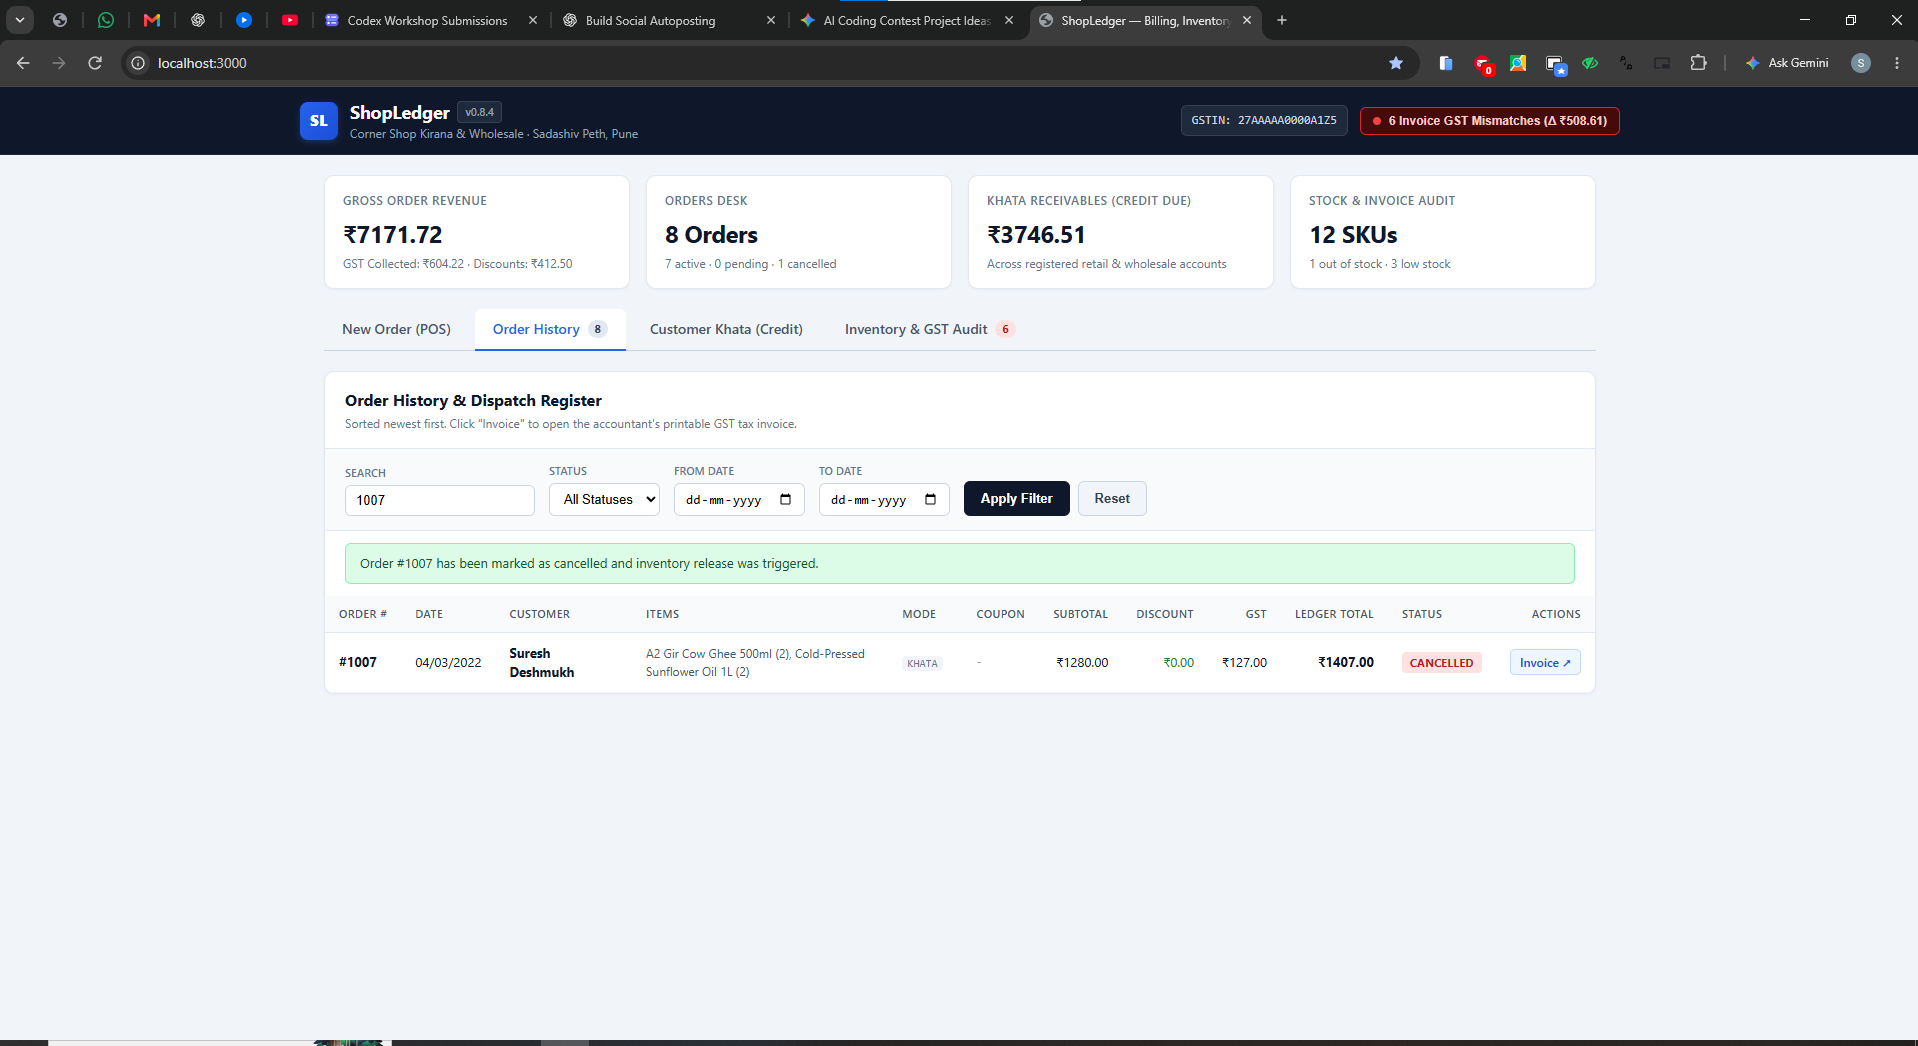 Codex Workshop Submissions
Build Social Autoposting
AI Coding Contest Project Ideas
ShopLedger — Billing, Inventory
localhost:3000
0
Ask Gemini
S
SL
ShopLedger v0.8.4
Corner Shop Kirana & Wholesale · Sadashiv Peth, Pune
GSTIN: 27AAAAA0000A1Z5
6 Invoice GST Mismatches (Δ ₹508.61)
GROSS ORDER REVENUE
₹7171.72
GST Collected: ₹604.22 · Discounts: ₹412.50
ORDERS DESK
8 Orders
7 active · 0 pending · 1 cancelled
KHATA RECEIVABLES (CREDIT DUE)
₹3746.51
Across registered retail & wholesale accounts
STOCK & INVOICE AUDIT
12 SKUs
1 out of stock · 3 low stock
New Order (POS) Order History 8 Customer Khata (Credit) Inventory & GST Audit 6
Order History & Dispatch Register
Sorted newest first. Click "Invoice" to open the accountant's printable GST tax invoice.
SEARCH STATUS FROM DATE TO DATE
1007 All Statuses dd-mm-yyyy dd-mm-yyyy Apply Filter Reset
Order #1007 has been marked as cancelled and inventory release was triggered.
ORDER # DATE CUSTOMER ITEMS MODE COUPON SUBTOTAL DISCOUNT GST LEDGER TOTAL STATUS ACTIONS
#1007 04/03/2022 Suresh Deshmukh A2 Gir Cow Ghee 500ml (2), Cold-Pressed Sunflower Oil 1L (2) KHATA - ₹1280.00 ₹0.00 ₹127.00 ₹1407.00 CANCELLED Invoice ↗